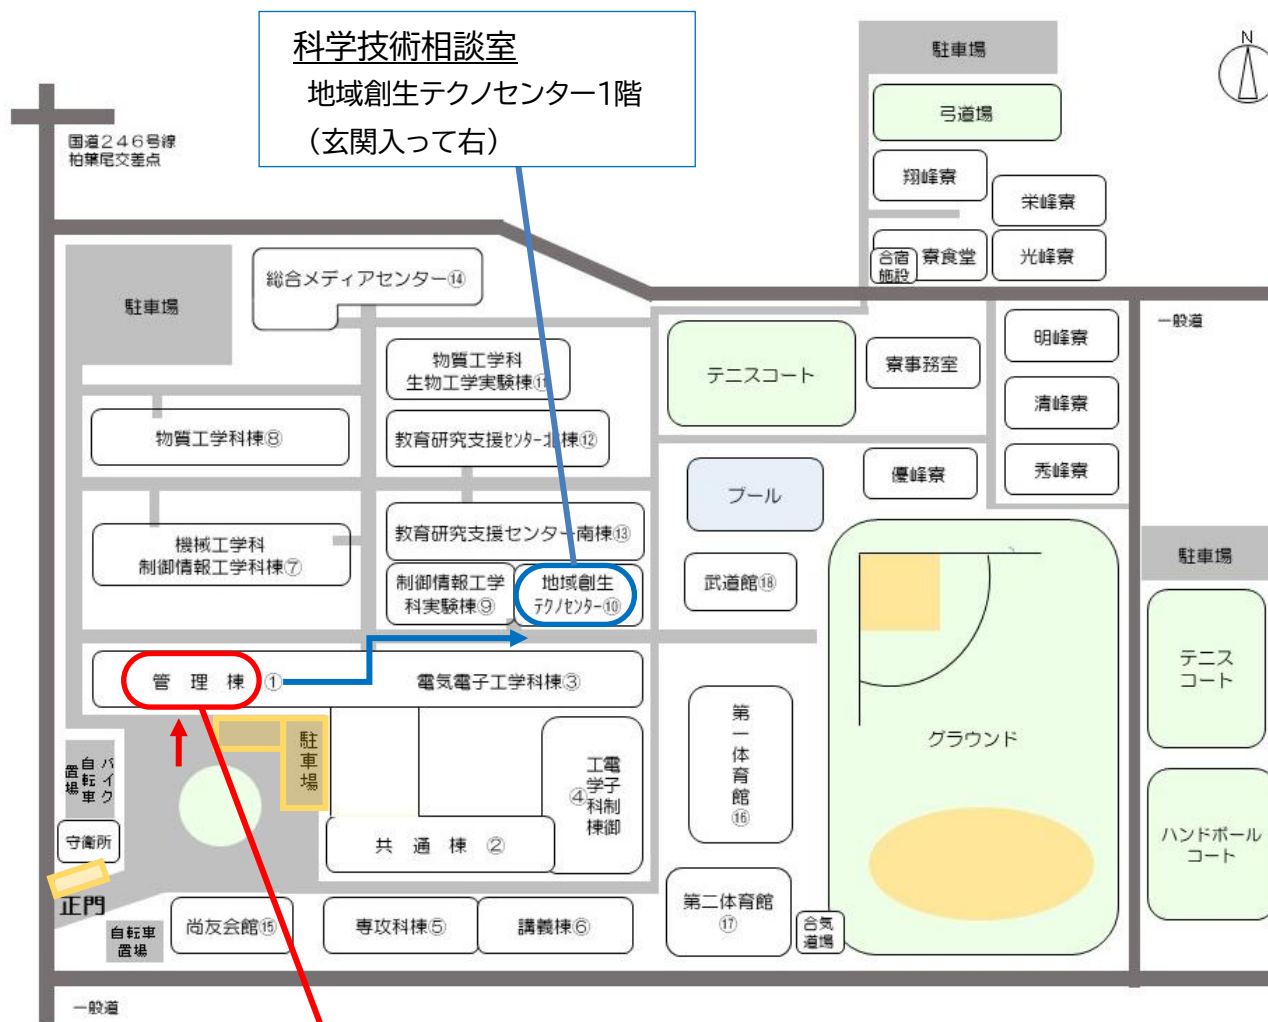 科学技術相談室
地域創生テクノセンター1階
（玄関入って右）
N
国道246号線
柏葉尾交差点
駐車場
弓道場
翔峰寮
栄峰寮
合宿
施設
寮食堂
光峰寮
一般道
駐車場
総合メディアセンター⑭
物質工学科
生物工学実験棟⑪
テニスコート
寮事務室
明峰寮
清峰寮
秀峰寮
物質工学科棟⑧
教育研究支援ｾﾝﾀｰ北棟⑫
プール
優峰寮
機械工学科
制御情報工学科棟⑦
教育研究支援センター南棟⑬
制御情報工学
科実験棟⑨
地域創生
ﾃｸﾉｾﾝﾀｰ⑩
武道館⑱
駐車場
テニス
コート
管理棟①
電気電子工学科棟③
第一体育館⑯
グラウンド
駐車場
バイク
自転車
置場
電子制御
工学科棟
④
守衛所
共通棟②
ハンドボール
コート
正門
自転車
置場
尚友会館⑮
専攻科棟⑤
講義棟⑥
第二体育館
⑰
合気
道場
一般道